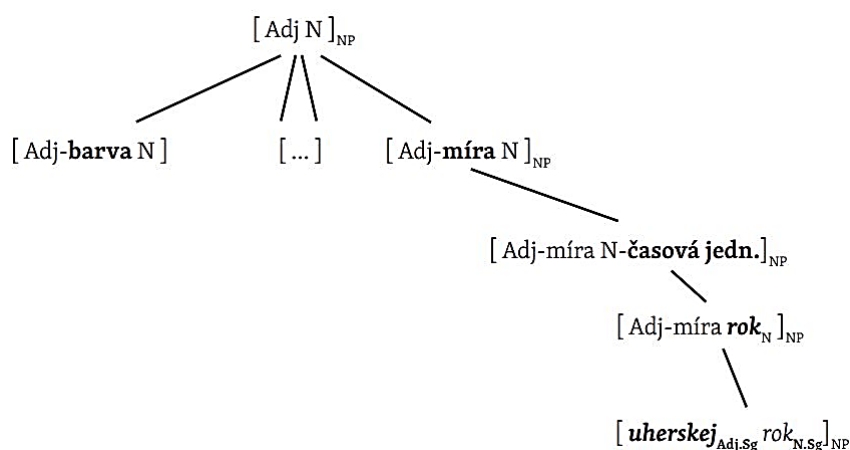 [ Adj N ]NP
[ Adj-barva N ] [ ... ] [ Adj-míra N ]NP
[ Adj-míra N-časová jedn.]NP
[ Adj-míra rokN ]NP
[ uherskejAdj.Sg rokN.Sg]NP